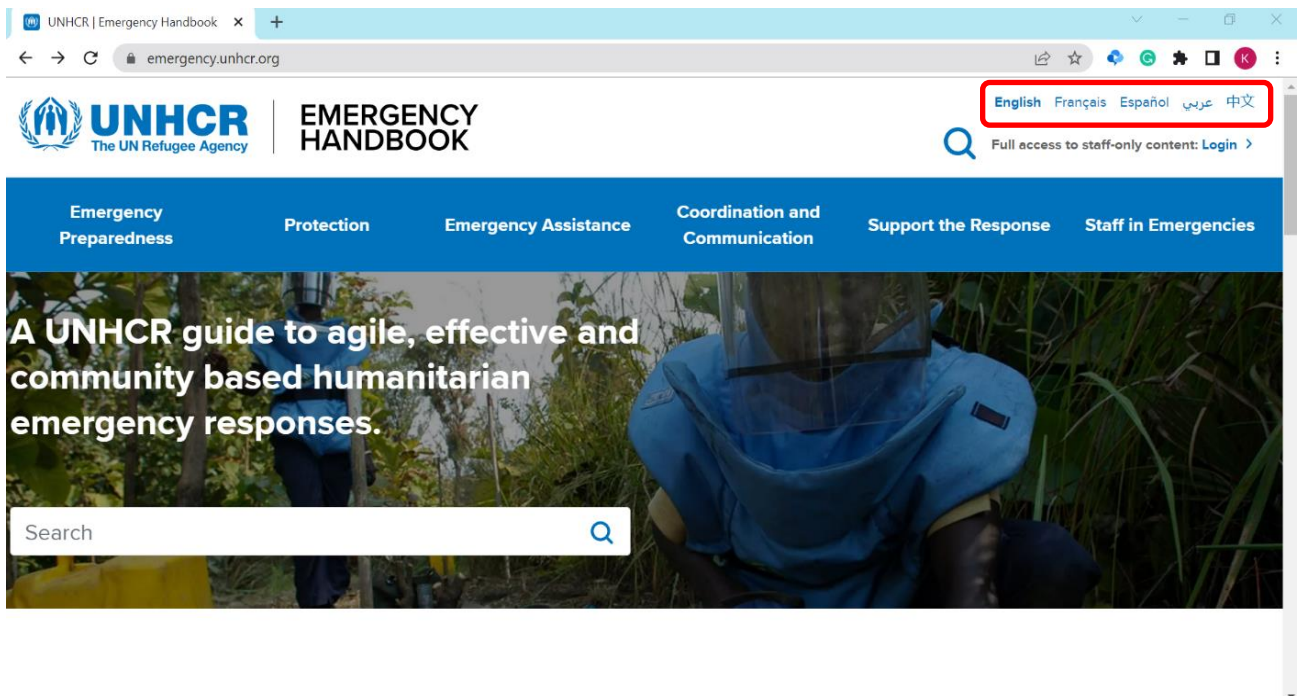 UNHCR | Emergency Handbook
emergency.unhcr.org
K
UNHCR
The UN Refugee Agency
EMERGENCY
HANDBOOK
English Français Español عربي 中文
Full access to staff-only content: Login >
Emergency
Preparedness
Protection
Emergency Assistance
Coordination and
Communication
Support the Response
Staff in Emergencies
A UNHCR guide to agile, effective and
community based humanitarian
emergency responses.
Search